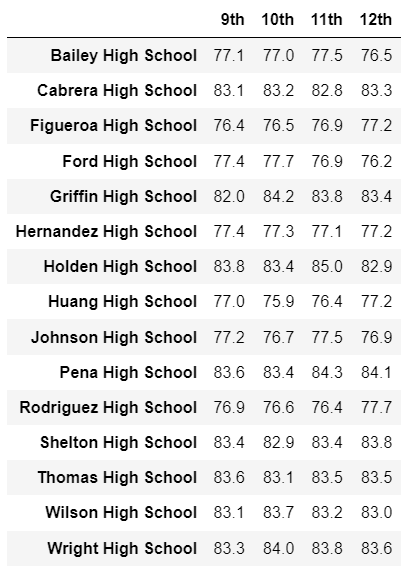 9th 10th 11th 12th
Bailey High School 77.1 77.0 77.5 76.5
Cabrera High School 83.1 83.2 82.8 83.3
Figueroa High School 76.4 76.5 76.9 77.2
Ford High School 77.4 77.7 76.9 76.2
Griffin High School 82.0 84.2 83.8 83.4
Hernandez High School 77.4 77.3 77.1 77.2
Holden High School 83.8 83.4 85.0 82.9
Huang High School 77.0 75.9 76.4 77.2
Johnson High School 77.2 76.7 77.5 76.9
Pena High School 83.6 83.4 84.3 84.1
Rodriguez High School 76.9 76.6 76.4 77.7
Shelton High School 83.4 82.9 83.4 83.8
Thomas High School 83.6 83.1 83.5 83.5
Wilson High School 83.1 83.7 83.2 83.0
Wright High School 83.3 84.0 83.8 83.6